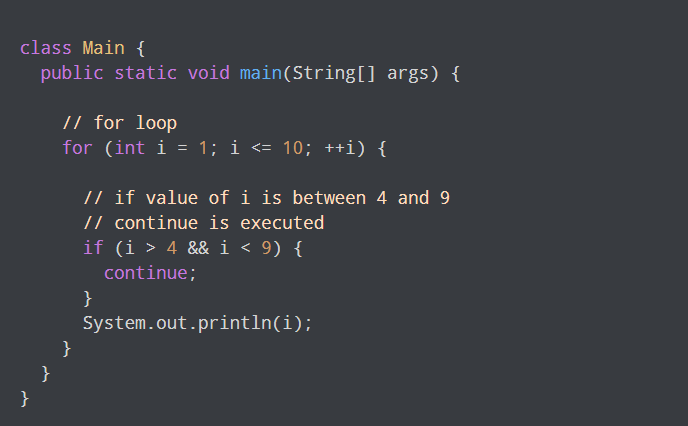 class Main {
  public static void main(String[] args) {

    // for loop
    for (int i = 1; i <= 10; ++i) {

      // if value of i is between 4 and 9
      // continue is executed
      if (i > 4 && i < 9) {
        continue;
      }
      System.out.println(i);
    }
  }
}